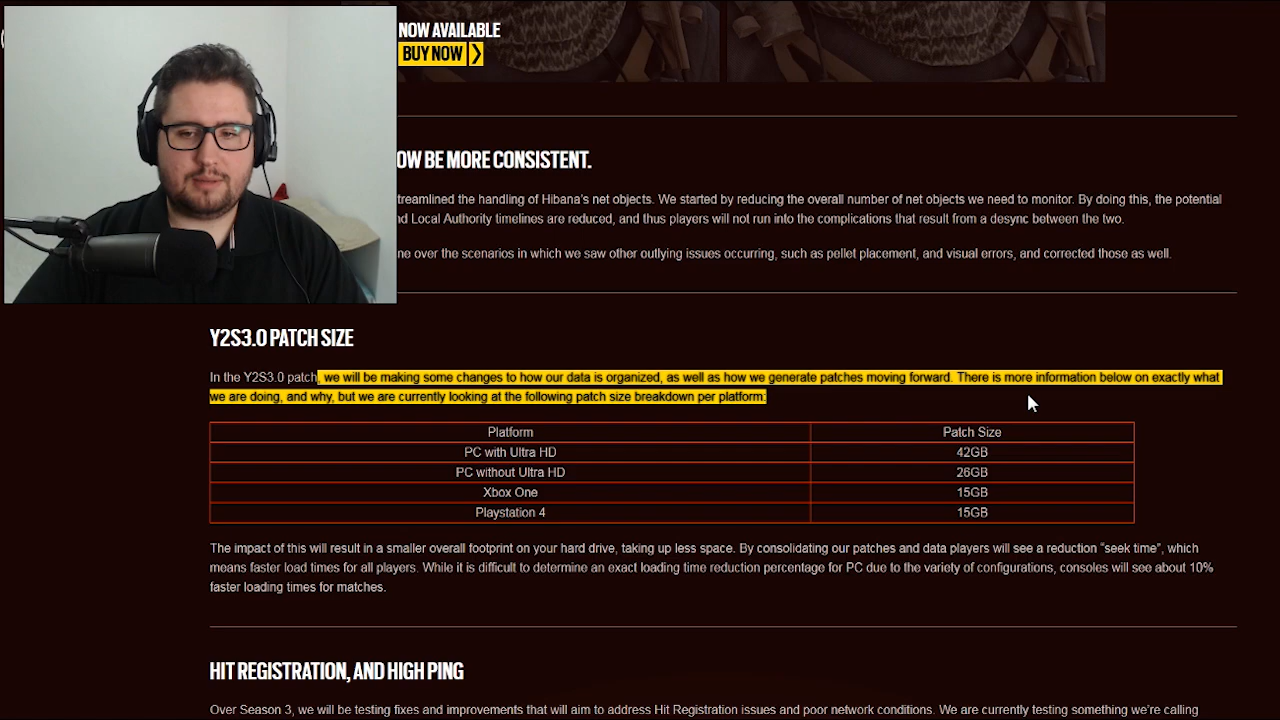 NOW AVAILABLE
BUY NOW
OW BE MORE CONSISTENT.
treamlined the handling of Hibana's net objects. We started by reducing the overall number of net objects we need to monitor. By doing this, the potential
nd Local Authority timelines are reduced, and thus players will not run into the complications that result from a desync between the two.
ne over the scenarios in which we saw other outlying issues occurring, such as pellet placement, and visual errors, and corrected those as well.
Y2S3.0 PATCH SIZE
In the Y2S3.0 patch, we will be making some changes to how our data is organized, as well as how we generate patches moving forward. There is more information below on exactly what
we are doing, and why, but we are currently looking at the following patch size breakdown per platform:
Platform Patch Size
PC with Ultra HD 42GB
PC without Ultra HD 26GB
Xbox One 15GB
Playstation 4 15GB
The impact of this will result in a smaller overall footprint on your hard drive, taking up less space. By consolidating our patches and data players will see a reduction "seek time", which
means faster load times for all players. While it is difficult to determine an exact loading time reduction percentage for PC due to the variety of configurations, consoles will see about 10%
faster loading times for matches.
HIT REGISTRATION, AND HIGH PING
Over Season 3, we will be testing fixes and improvements that will aim to address Hit Registration issues and poor network conditions. We are currently testing something we're calling